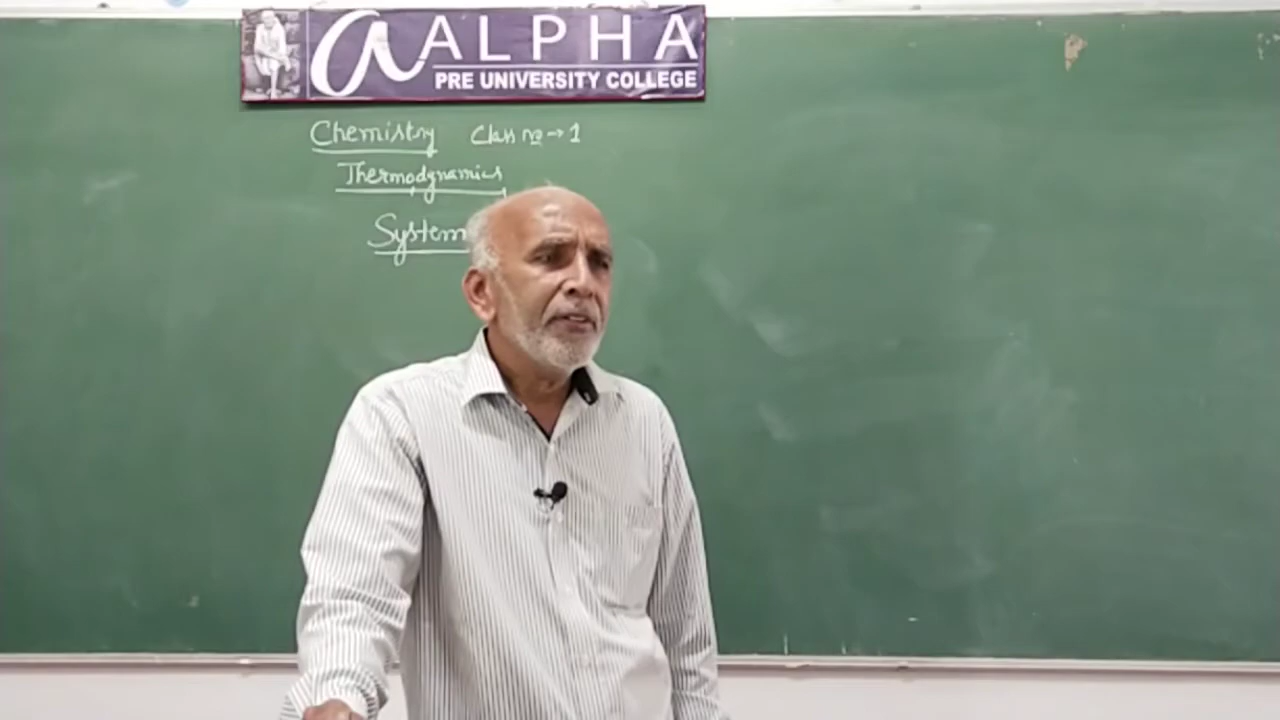 ALPHA
PRE UNIVERSITY COLLEGE
Chemistry Class no → 1
Thermodynamics
System